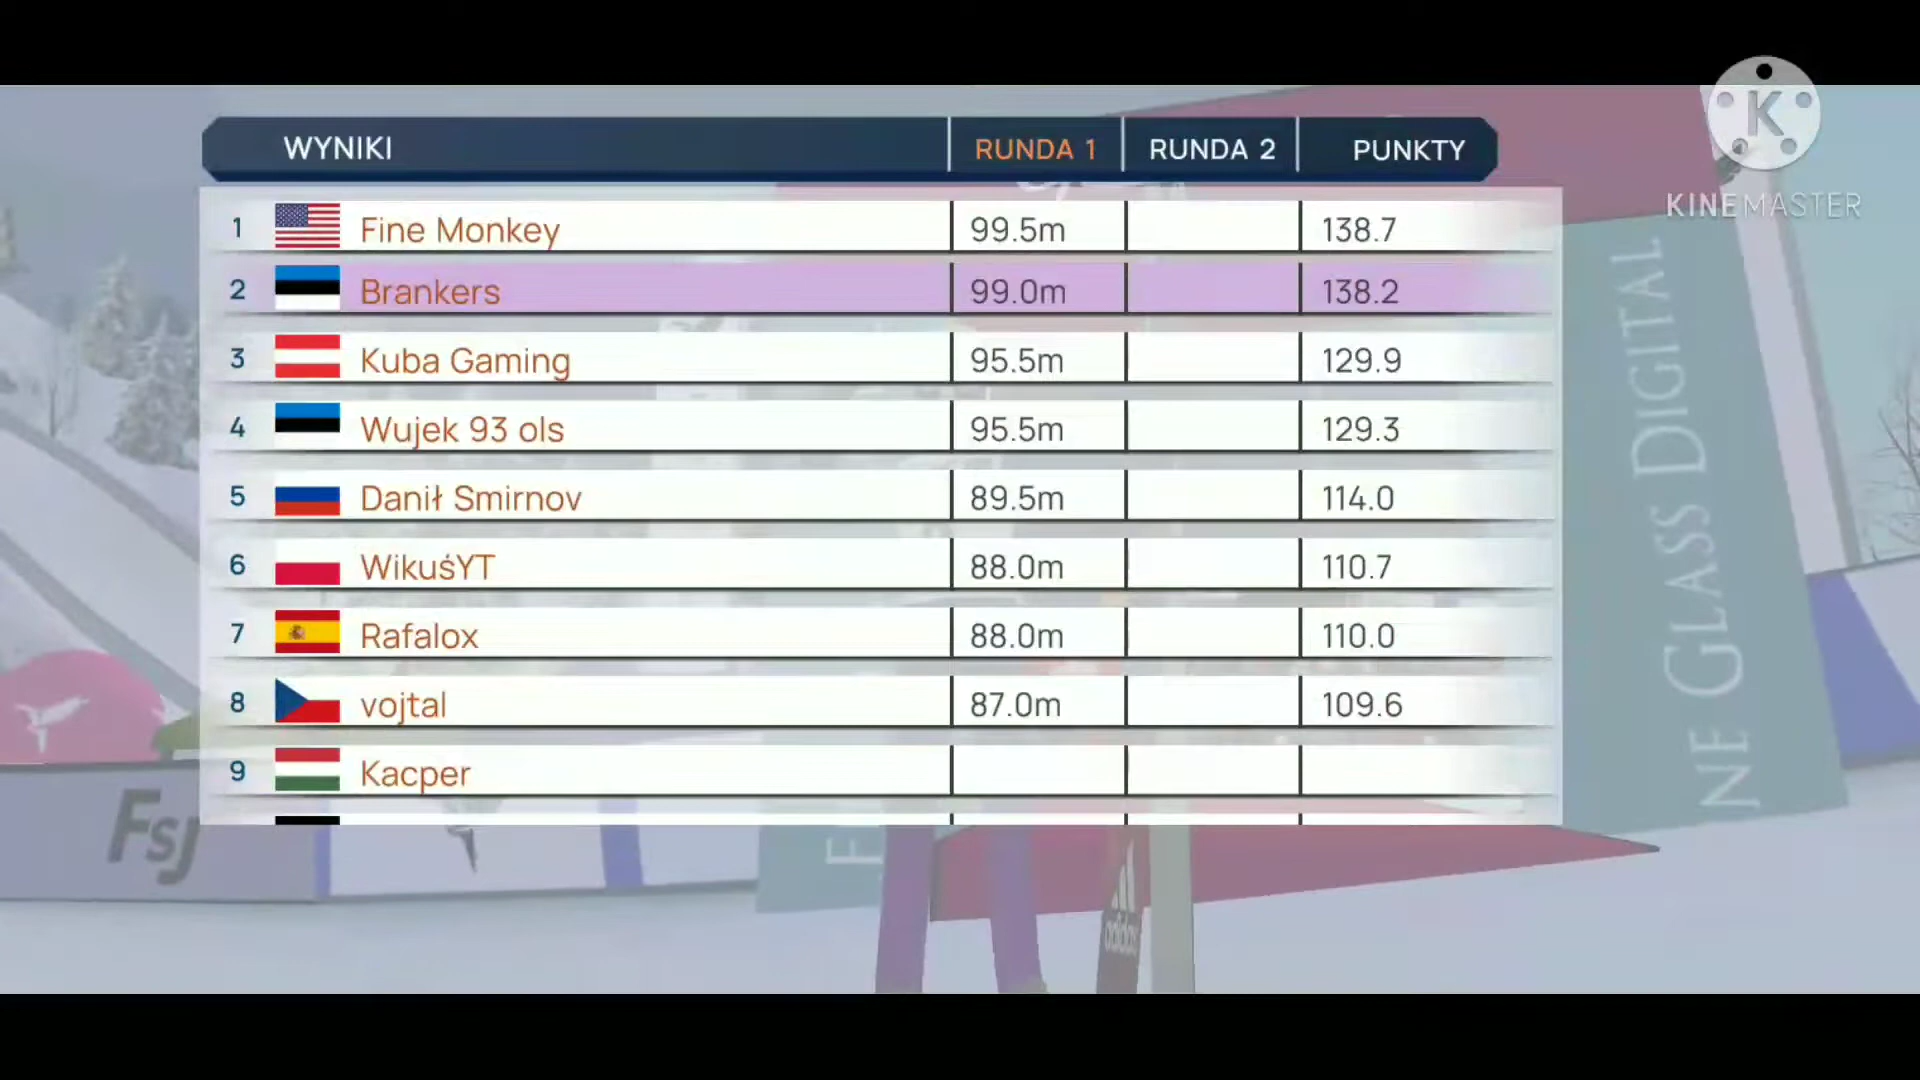 WYNIKI RUNDA 1 RUNDA 2 PUNKTY
1 Fine Monkey 99.5m 138.7
2 Brankers 99.0m 138.2
3 Kuba Gaming 95.5m 129.9
4 Wujek 93 ols 95.5m 129.3
5 Danił Smirnov 89.5m 114.0
6 WikuśYT 88.0m 110.7
7 Rafalox 88.0m 110.0
8 vojtal 87.0m 109.6
9 Kacper
K
KINEMASTER
NE GLASS DIGITAL
FSJ
adidas